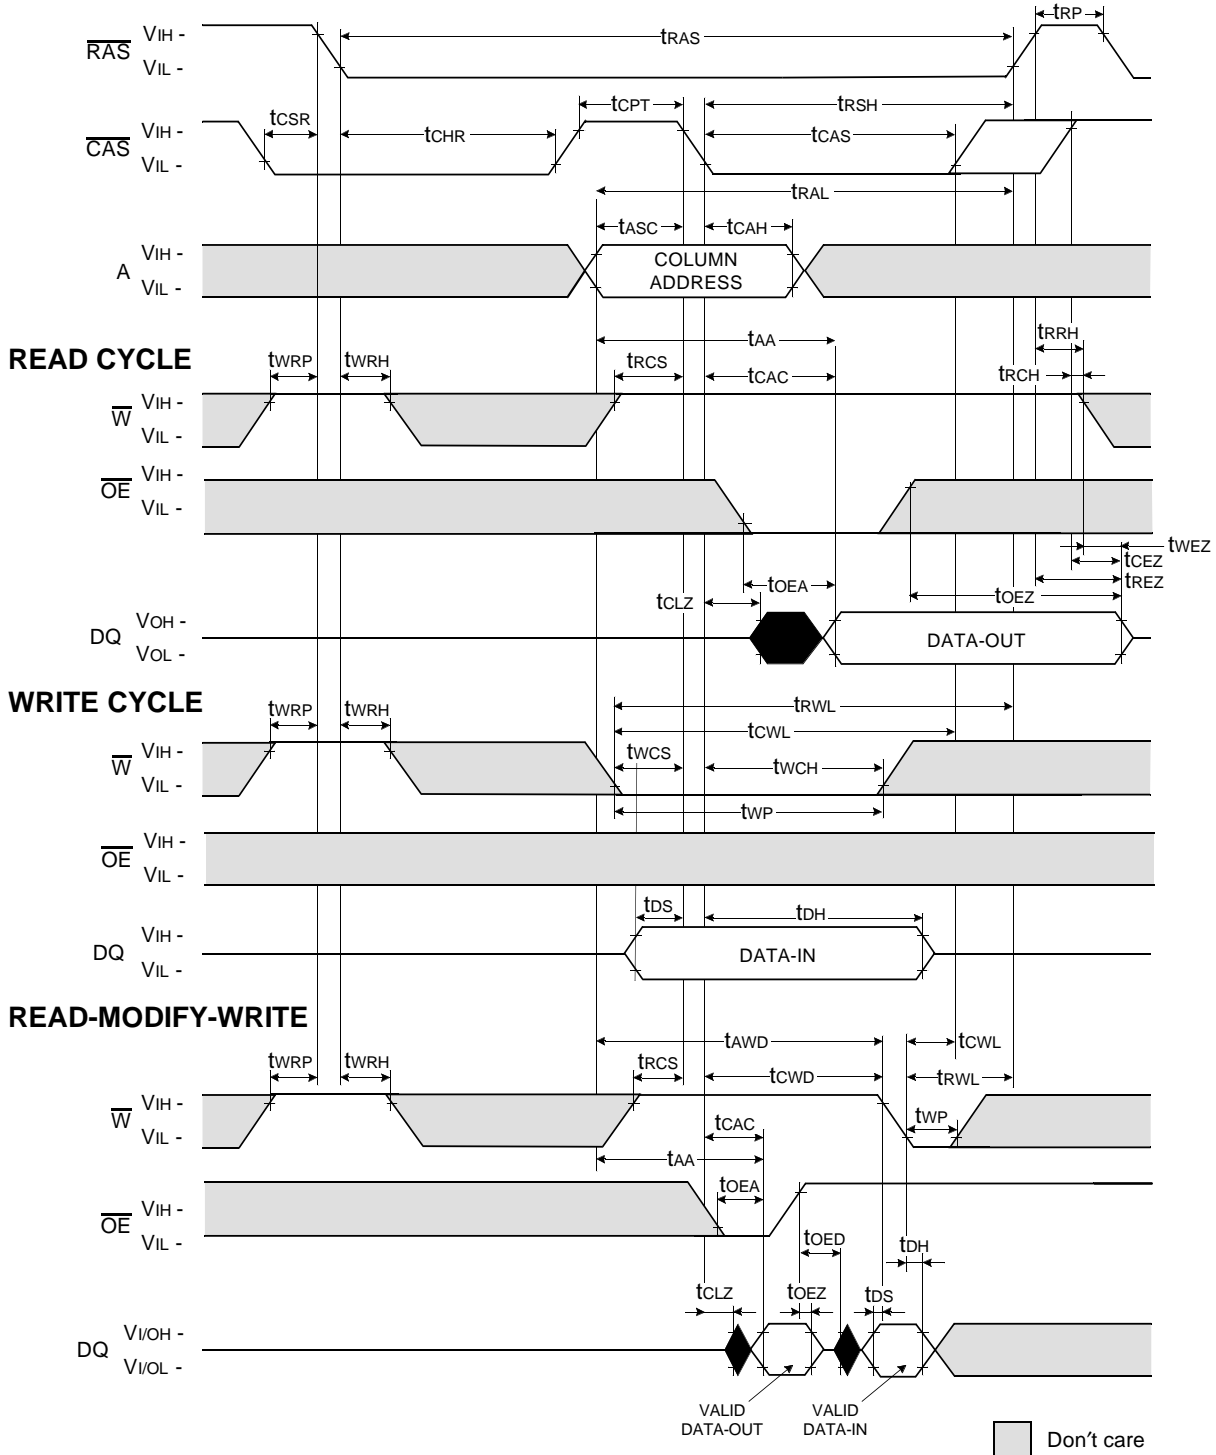 tRP
VIH -
RAS
VIL -
tRAS
tCPT
tRSH
tCSR
VIH -
CAS
VIL -
tCHR
tCAS
tRAL
tASC
tCAH
VIH -
A
VIL -
COLUMN
ADDRESS
tAA
tRRH
READ CYCLE
tWRP
tWRH
tRCS
tCAC
tRCH
VIH -
W
VIL -
VIH -
OE
VIL -
tWEZ
tCEZ
tOEA
tREZ
tCLZ
tOEZ
VOH -
DQ
VOL -
DATA-OUT
WRITE CYCLE
tWRP
tWRH
tRWL
tCWL
VIH -
W
VIL -
tWCS
tWCH
tWP
VIH -
OE
VIL -
tDS
tDH
VIH -
DQ
VIL -
DATA-IN
READ-MODIFY-WRITE
tAWD
tCWL
tWRP
tWRH
tRCS
tCWD
tRWL
VIH -
W
VIL -
tWP
tCAC
tAA
tOEA
VIH -
OE
VIL -
tOED
tDH
tCLZ
tOEZ
tDS
VI/OH -
DQ
VI/OL -
VALID
DATA-OUT
VALID
DATA-IN
Don′t care